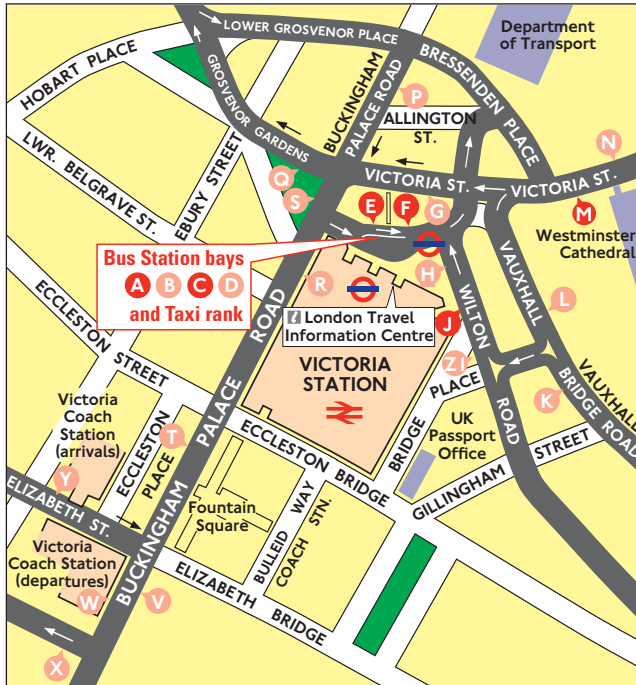 LOWER GROSVENOR PLACE
Department
of Transport
HOBART PLACE
GROSVENOR GARDENS
BUCKINGHAM
PALACE ROAD
BRESSENDEN PLACE
P
ALLINGTON
ST.
LWR. BELGRAVE ST.
EBURY STREET
N
Q
S
VICTORIA ST.
VICTORIA ST.
E
F
G
M
Westminster
Cathedral
Bus Station bays
A B C D
and Taxi rank
R
H
i London Travel
Information Centre
J
WILTON
ROAD
VAUXHALL
L
VAUXHALL
BRIDGE ROAD
K
ECCLESTON STREET
VICTORIA
STATION
Z1
BRIDGE PLACE
UK
Passport
Office
GILLINGHAM STREET
Victoria
Coach
Station
(arrivals)
ECCLESTON
PLACE
T
BUCKINGHAM PALACE ROAD
ECCLESTON BRIDGE
Y
ELIZABETH ST.
Fountain
Square
BULLEID WAY
COACH STN.
Victoria
Coach Station
(departures)
ELIZABETH BRIDGE
W
V
X